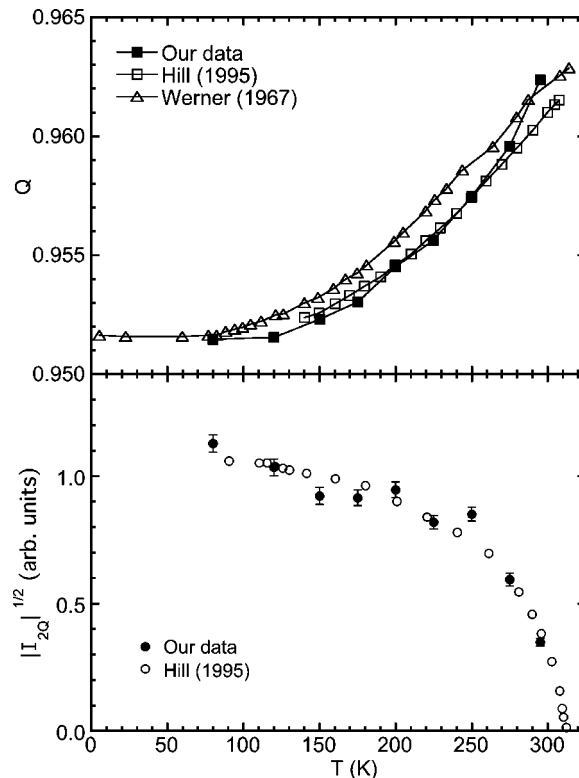 0.965
Our data
Hill (1995)
Werner (1967)
0.960
Q
0.955
0.950
1.0
|I2Q|^1/2 (arb. units)
0.5
Our data
Hill (1995)
0.0
0 50 100 150 200 250 300
T (K)